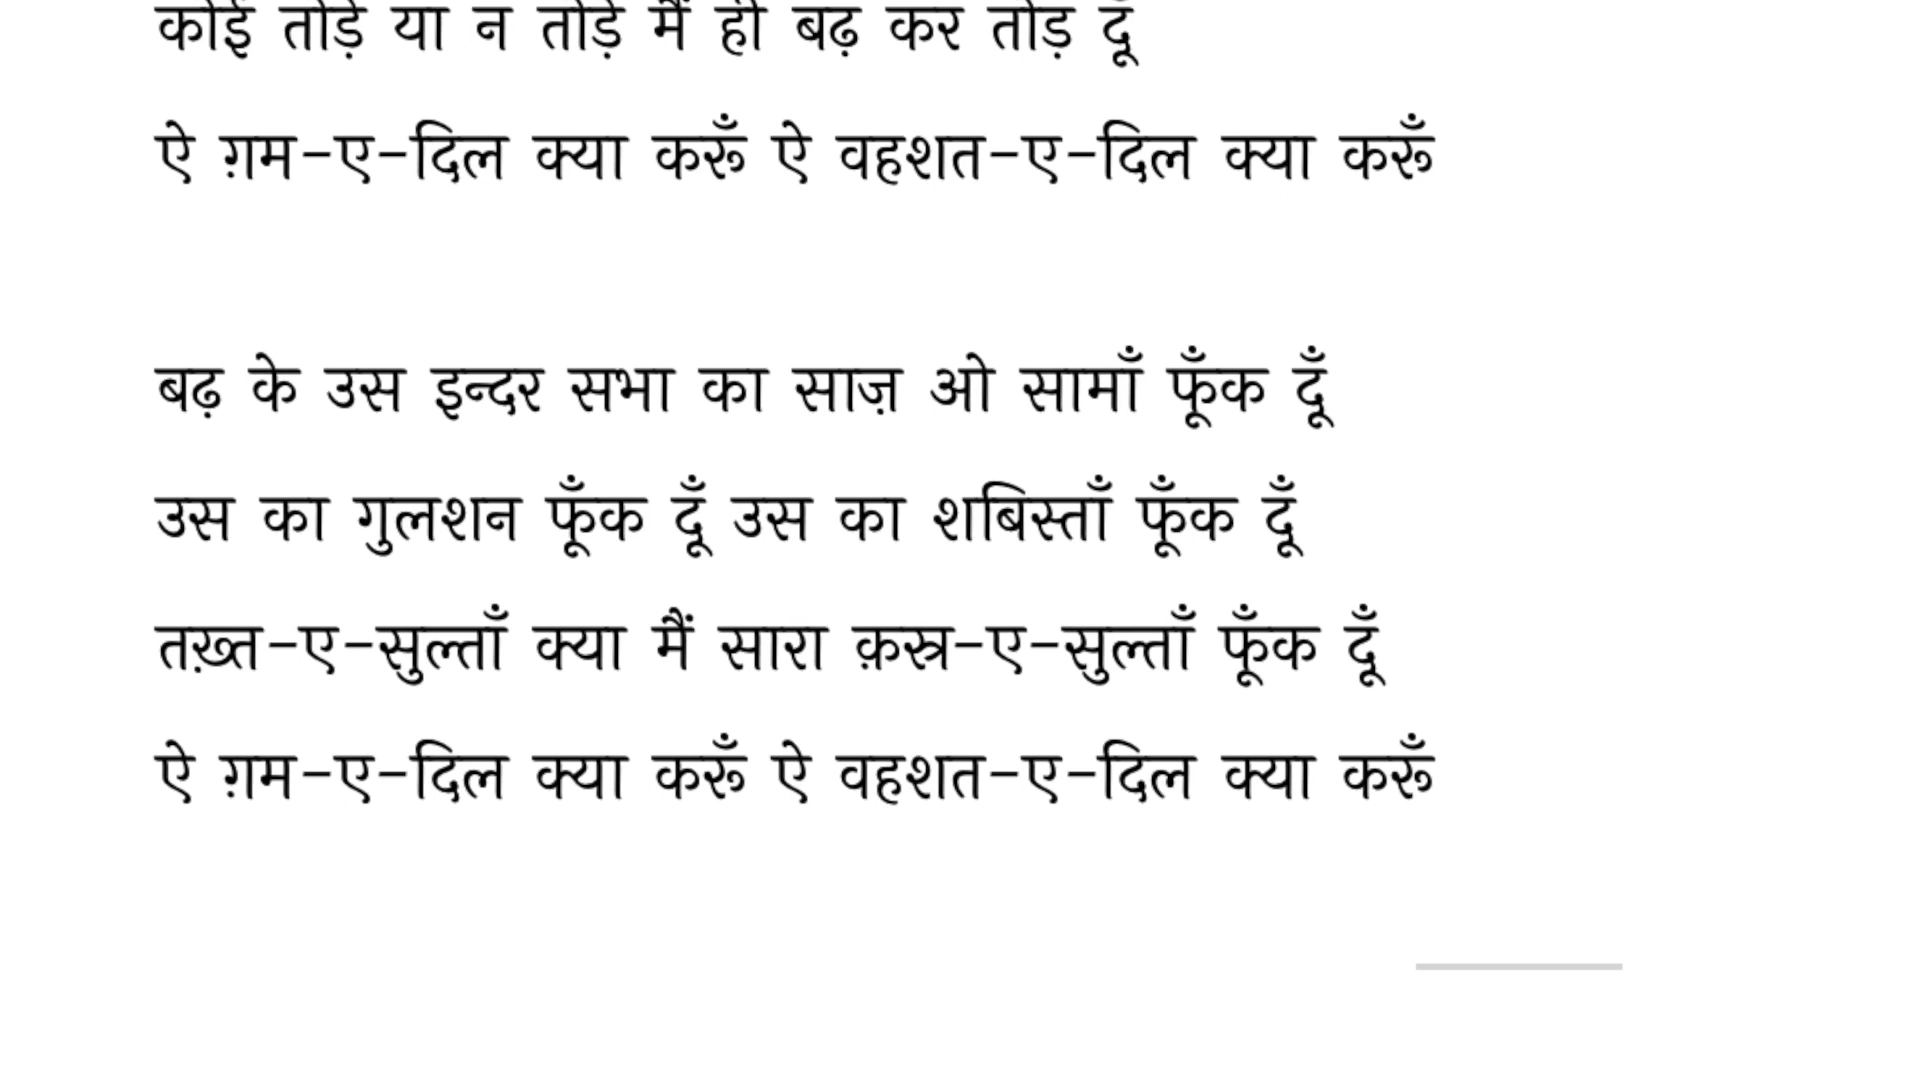 कोई तोड़े या न तोड़े मैं ही बढ़ कर तोड़ दूँ
ऐ ग़म-ए-दिल क्या करूँ ऐ वहशत-ए-दिल क्या करूँ
बढ़ के उस इन्दर सभा का साज़ ओ सामाँ फूँक दूँ
उस का गुलशन फूँक दूँ उस का शबिस्ताँ फूँक दूँ
तख़्त-ए-सुल्ताँ क्या मैं सारा क़स्र-ए-सुल्ताँ फूँक दूँ
ऐ ग़म-ए-दिल क्या करूँ ऐ वहशत-ए-दिल क्या करूँ